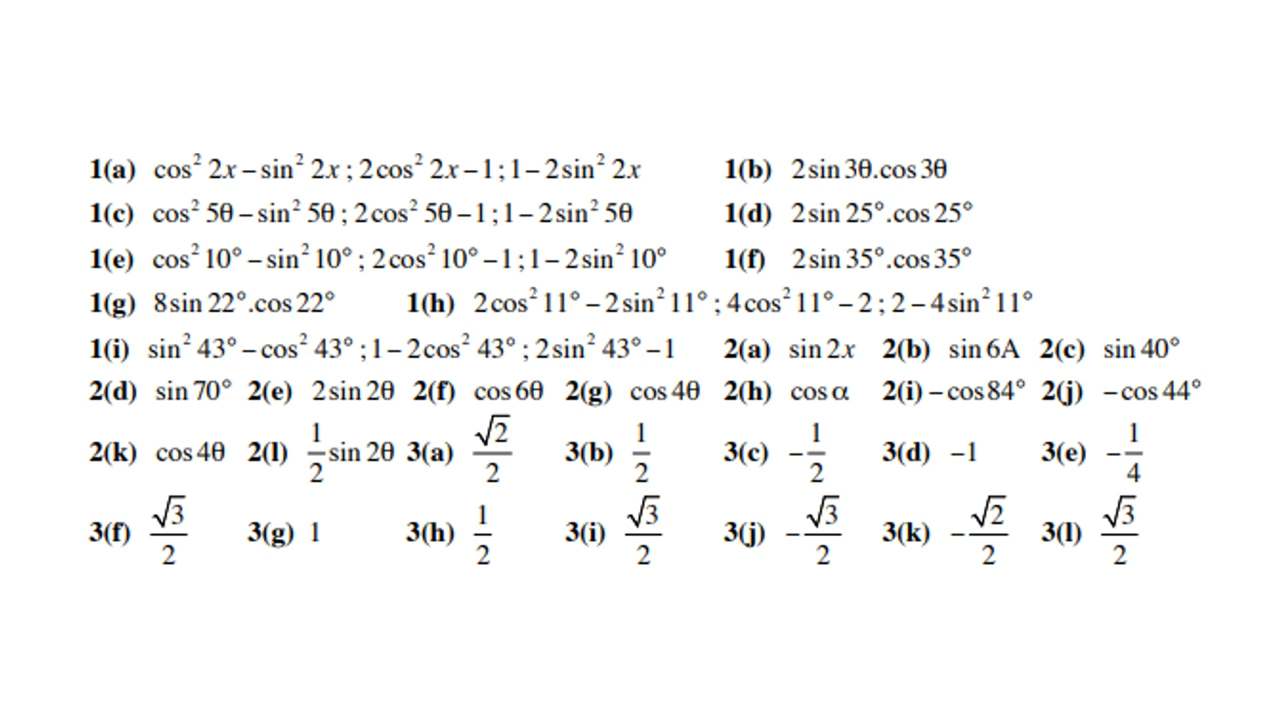 1(a) cos² 2x – sin² 2x ; 2cos² 2x – 1 ; 1 – 2sin² 2x 1(b) 2sin 3θ.cos 3θ
1(c) cos² 5θ – sin² 5θ ; 2cos² 5θ – 1 ; 1 – 2sin² 5θ 1(d) 2sin 25°.cos 25°
1(e) cos² 10° – sin² 10° ; 2cos² 10° – 1 ; 1 – 2sin² 10° 1(f) 2sin 35°.cos 35°
1(g) 8sin 22°.cos 22° 1(h) 2cos² 11° – 2sin² 11° ; 4cos² 11° – 2 ; 2 – 4sin² 11°
1(i) sin² 43° – cos² 43° ; 1 – 2cos² 43° ; 2sin² 43° – 1 2(a) sin 2x 2(b) sin 6A 2(c) sin 40°
2(d) sin 70° 2(e) 2sin 2θ 2(f) cos 6θ 2(g) cos 4θ 2(h) cos α 2(i) – cos 84° 2(j) – cos 44°
2(k) cos 4θ 2(l) 1/2 sin 2θ 3(a) √2/2 3(b) 1/2 3(c) –1/2 3(d) –1 3(e) –1/4
3(f) √3/2 3(g) 1 3(h) 1/2 3(i) √3/2 3(j) –√3/2 3(k) –√2/2 3(l) √3/2